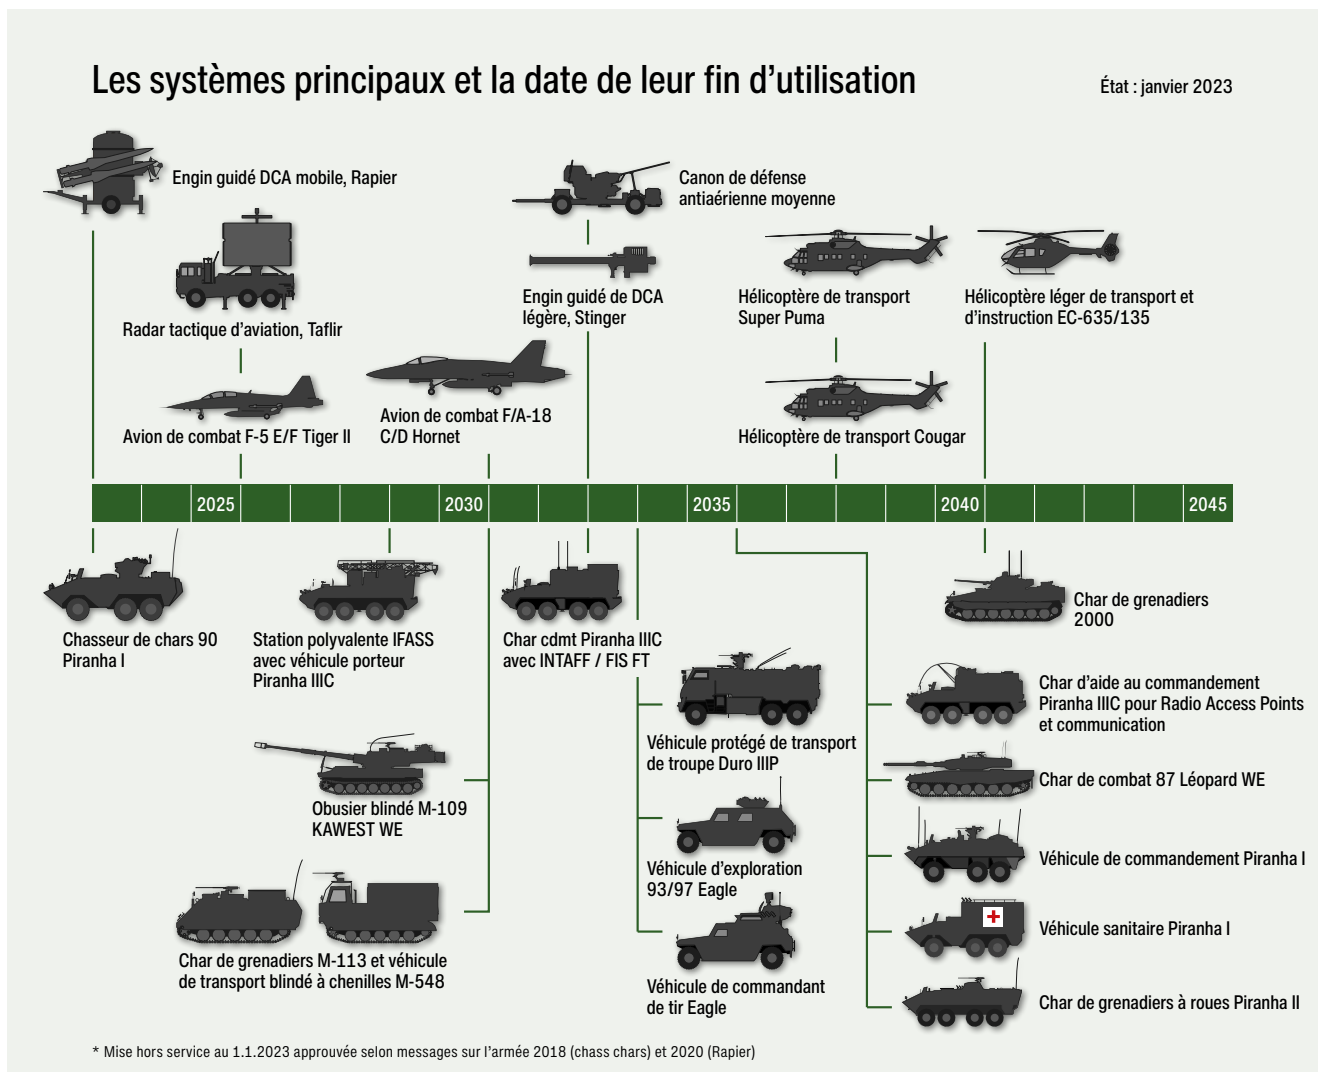 Les systèmes principaux et la date de leur fin d’utilisation
État : janvier 2023
Engin guidé DCA mobile, Rapier
Radar tactique d’aviation, Taflir
Avion de combat F-5 E/F Tiger II
Avion de combat F/A-18
C/D Hornet
Canon de défense
antiaérienne moyenne
Engin guidé de DCA
légère, Stinger
Hélicoptère de transport
Super Puma
Hélicoptère de transport Cougar
Hélicoptère léger de transport et
d’instruction EC-635/135
2025
2030
2035
2040
2045
Chasseur de chars 90
Piranha I
Station polyvalente IFASS
avec véhicule porteur
Piranha IIIC
Obusier blindé M-109
KAWEST WE
Char de grenadiers M-113 et véhicule
de transport blindé à chenilles M-548
Char cdmt Piranha IIIC
avec INTAFF / FIS FT
Véhicule protégé de transport
de troupe Duro IIIP
Véhicule d’exploration
93/97 Eagle
Véhicule de commandant
de tir Eagle
Char de grenadiers
2000
Char d’aide au commandement
Piranha IIIC pour Radio Access Points
et communication
Char de combat 87 Léopard WE
Véhicule de commandement Piranha I
Véhicule sanitaire Piranha I
Char de grenadiers à roues Piranha II
* Mise hors service au 1.1.2023 approuvée selon messages sur l’armée 2018 (chass chars) et 2020 (Rapier)